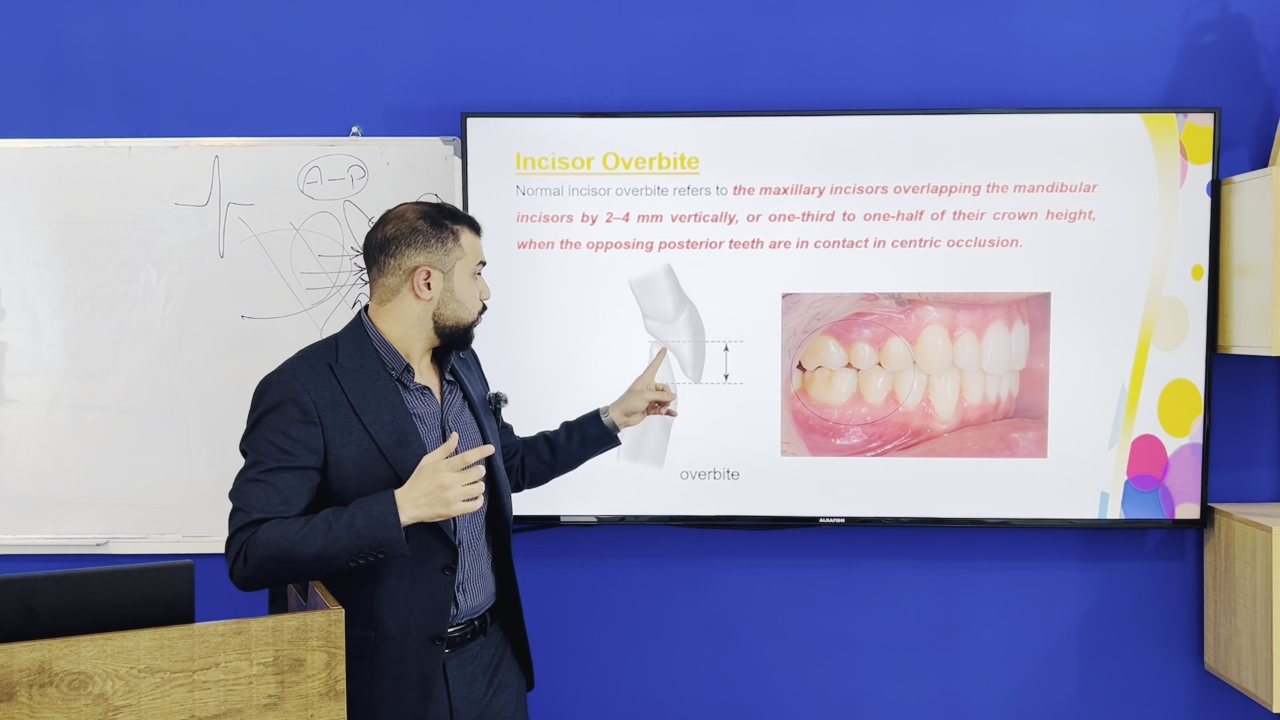 A-P
Incisor Overbite
Normal incisor overbite refers to the maxillary incisors overlapping the mandibular
incisors by 2–4 mm vertically, or one-third to one-half of their crown height,
when the opposing posterior teeth are in contact in centric occlusion.
overbite
ALHAFIDH